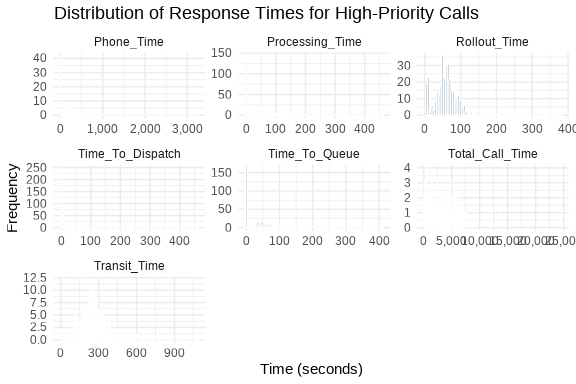 Distribution of Response Times for High-Priority Calls
Phone_Time
Processing_Time
Rollout_Time
40
30
20
10
0
0 1,000 2,000 3,000
150
100
50
0
0 100 200 300 400
30
20
10
0
0 100 200 300 400
Time_To_Dispatch
Time_To_Queue
Total_Call_Time
250
200
150
100
50
0
0 100 200 300 400
150
100
50
0
0 100 200 300 400
4
3
2
1
0
0 5,000 10,000 15,000 20,000 25,000
Transit_Time
12.5
10.0
7.5
5.0
2.5
0.0
0 300 600 900
Frequency
Time (seconds)